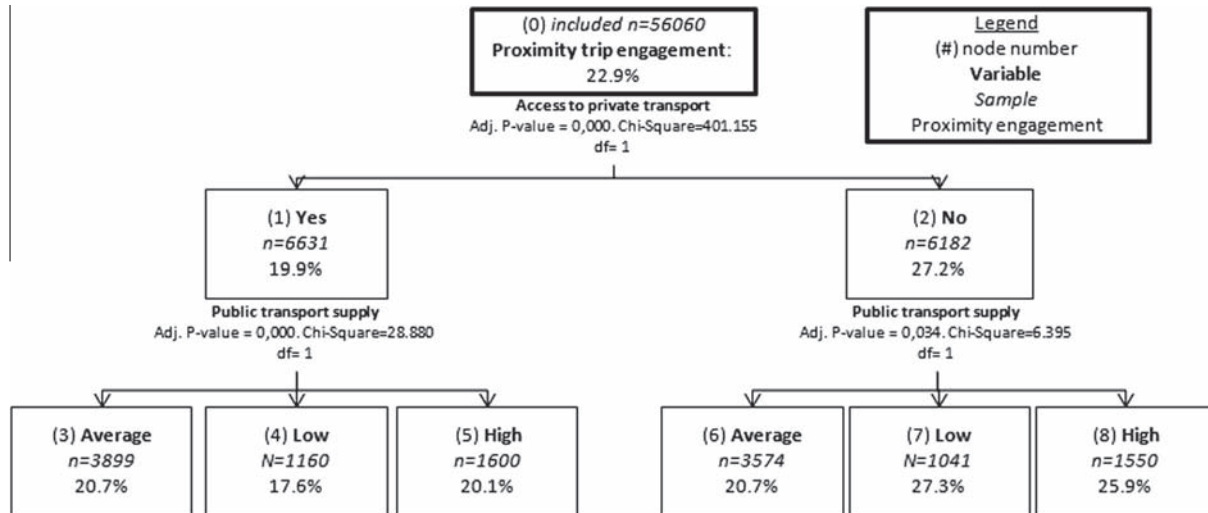 (0) included n=56060
Proximity trip engagement:
22.9%
Legend
(#) node number
Variable
Sample
Proximity engagement
Access to private transport
Adj. P-value = 0,000. Chi-Square=401.155
df= 1
(1) Yes
n=6631
19.9%
(2) No
n=6182
27.2%
Public transport supply
Adj. P-value = 0,000. Chi-Square=28.880
df= 1
Public transport supply
Adj. P-value = 0,034. Chi-Square=6.395
df= 1
(3) Average
n=3899
20.7%
(4) Low
N=1160
17.6%
(5) High
n=1600
20.1%
(6) Average
n=3574
20.7%
(7) Low
N=1041
27.3%
(8) High
n=1550
25.9%